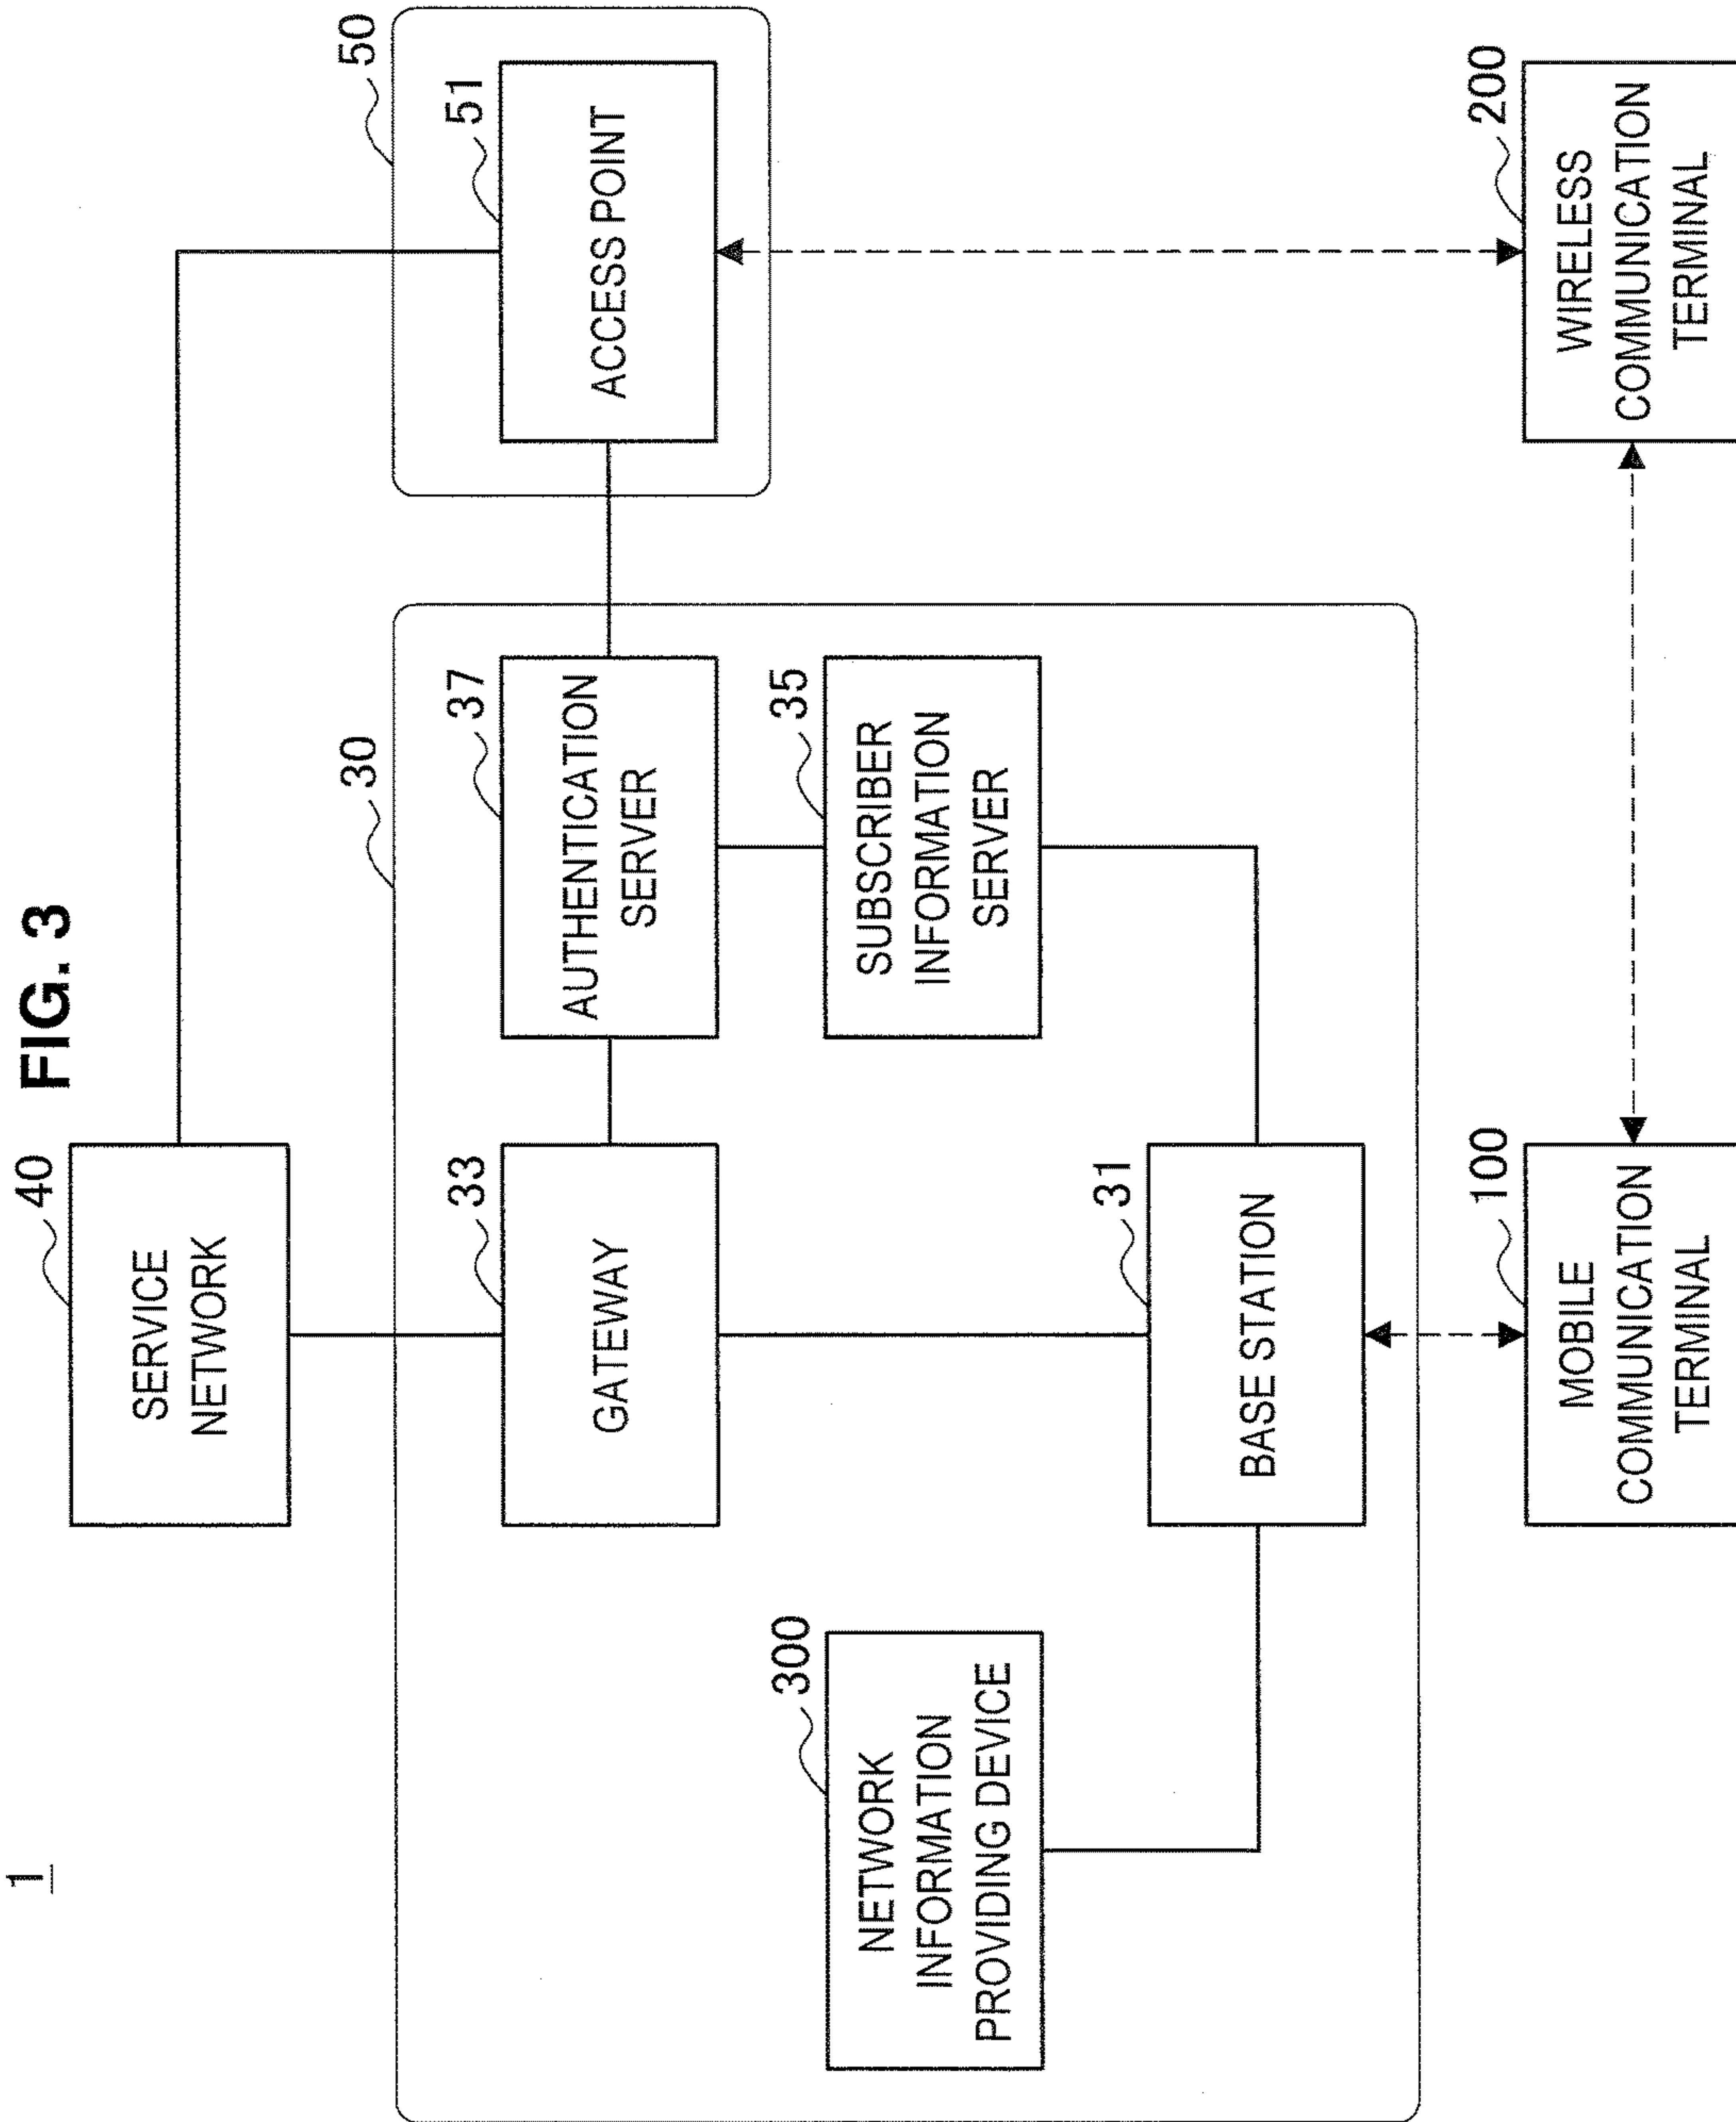 FIG. 3
1
40
SERVICE
NETWORK
30
50
33
GATEWAY
37
AUTHENTICATION
SERVER
51
ACCESS POINT
300
NETWORK
INFORMATION
PROVIDING DEVICE
35
SUBSCRIBER
INFORMATION
SERVER
31
BASE STATION
100
MOBILE
COMMUNICATION
TERMINAL
200
WIRELESS
COMMUNICATION
TERMINAL